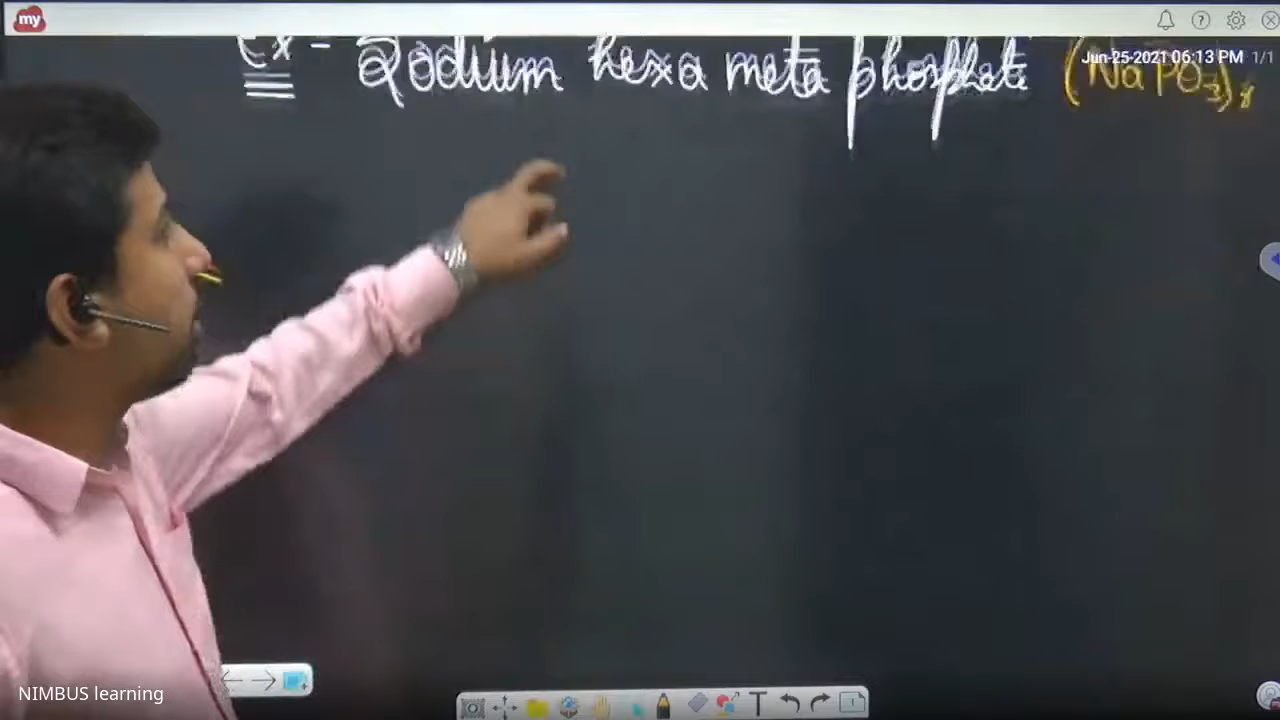 my
Ex - Sodium hexa meta phosphate (NaPO3)
Jun-25-2021 06:13 PM 1/1
T
NIMBUS learning